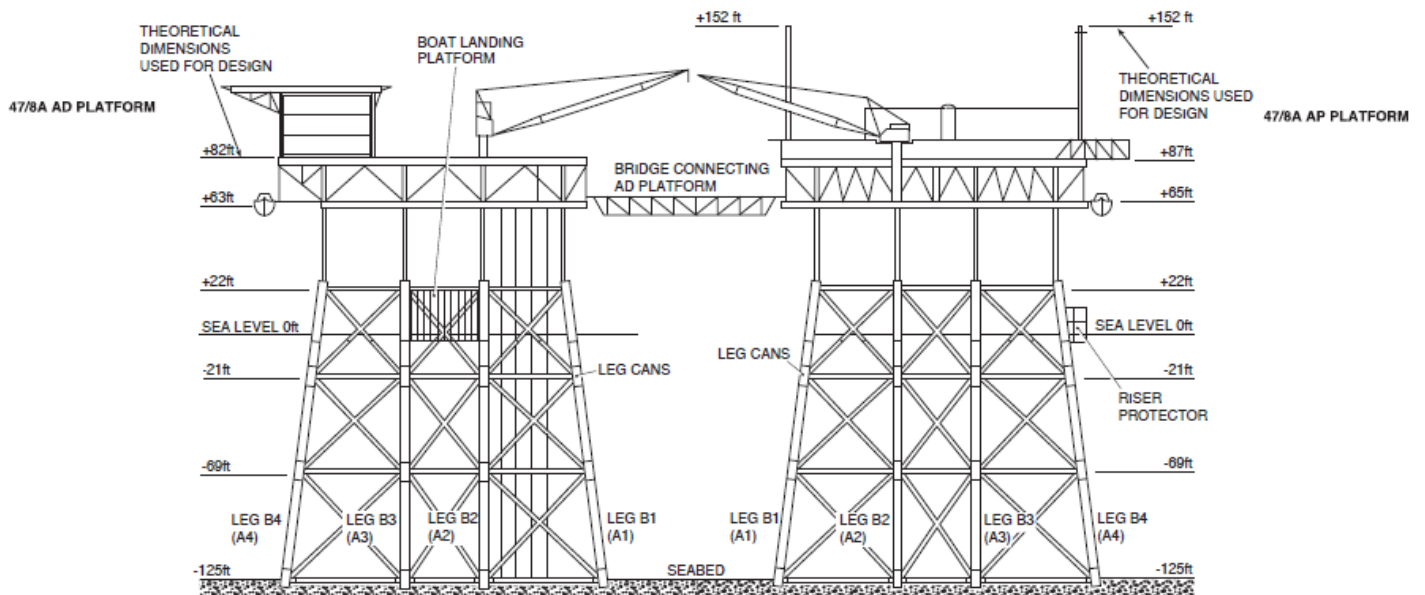 +152 ft
+152 ft
THEORETICAL
DIMENSIONS
USED FOR DESIGN
BOAT LANDING
PLATFORM
THEORETICAL
DIMENSIONS USED
FOR DESIGN
47/8A AD PLATFORM
47/8A AP PLATFORM
+82ft
+87ft
BRIDGE CONNECTING
AD PLATFORM
+63ft
+65ft
+22ft
+22ft
SEA LEVEL 0ft
SEA LEVEL 0ft
LEG CANS
LEG CANS
-21ft
-21ft
RISER
PROTECTOR
-69ft
-69ft
LEG B4
(A4)
LEG B3
(A3)
LEG B2
(A2)
LEG B1
(A1)
LEG B1
(A1)
LEG B2
(A2)
LEG B3
(A3)
LEG B4
(A4)
-125ft
SEABED
-125ft